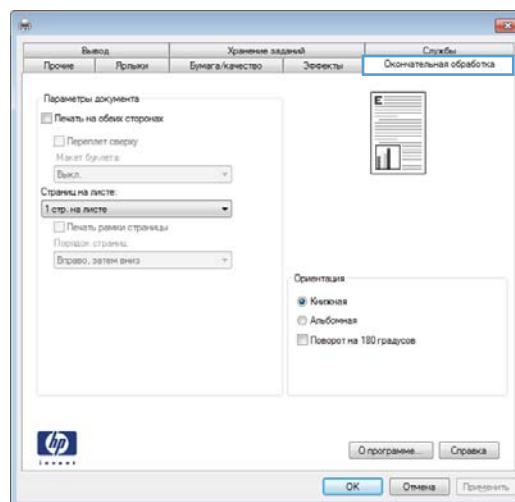 Вывод
Хранение заданий
Службы
Прочие
Ярлыки
Бумага/качество
Эффекты
Окончательная обработка
Параметры документа
Печать на обеих сторонах
Переплет сверху
Макет буклета:
Выкл.
Страниц на листе:
1 стр. на листе
Печать рамки страницы
Порядок страниц:
Вправо, затем вниз
E
Ориентация
Книжная
Альбомная
Поворот на 180 градусов
hp
invent
О программе...
Справка
OK
Отмена
Применить